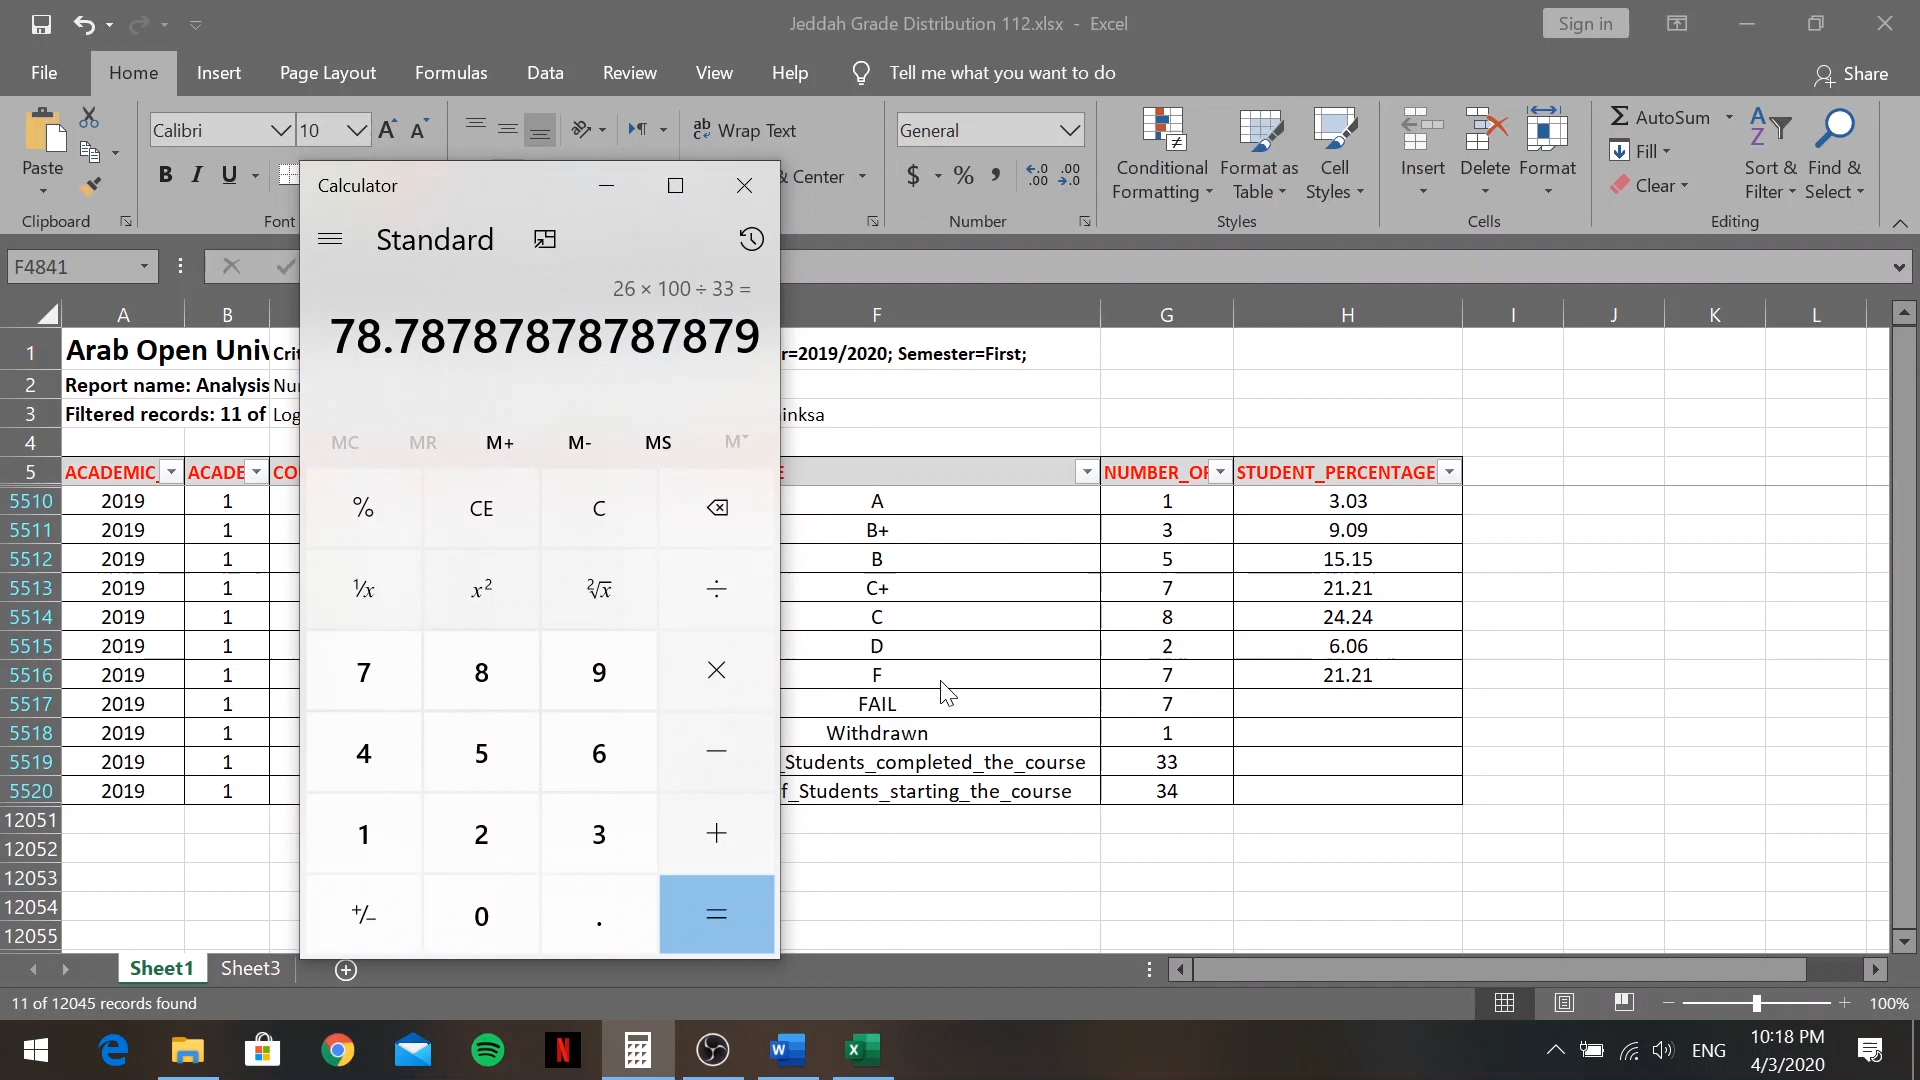 Jeddah Grade Distribution 112.xlsx - Excel
Sign in
File Home Insert Page Layout Formulas Data Review View Help Tell me what you want to do Share
Paste
Clipboard
Calibri 10
B I U
Font
ab Wrap Text
& Center
General
$ % ,
Number
Conditional Formatting
Format as Table
Cell Styles
Styles
Insert Delete Format
Cells
AutoSum
Fill
Clear
Sort & Filter
Find & Select
Editing
F4841
Calculator
Standard
26 × 100 ÷ 33 =
78.78787878787879
MC MR M+ M- MS M
% CE C
¹⁄x x² ²√x ÷
7 8 9 ×
4 5 6 −
1 2 3 +
+/− 0 . =
A B F G H I J K L
1 Arab Open Univ Crit r=2019/2020; Semester=First;
2 Report name: Analysis Nu
3 Filtered records: 11 of Log inksa
4
5 ACADEMIC_ ACADE CO E NUMBER_OF STUDENT_PERCENTAGE
5510 2019 1 A 1 3.03
5511 2019 1 B+ 3 9.09
5512 2019 1 B 5 15.15
5513 2019 1 C+ 7 21.21
5514 2019 1 C 8 24.24
5515 2019 1 D 2 6.06
5516 2019 1 F 7 21.21
5517 2019 1 FAIL 7
5518 2019 1 Withdrawn 1
5519 2019 1 _Students_completed_the_course 33
5520 2019 1 f_Students_starting_the_course 34
12051
12052
12053
12054
12055
Sheet1 Sheet3
11 of 12045 records found
100%
ENG
10:18 PM
4/3/2020